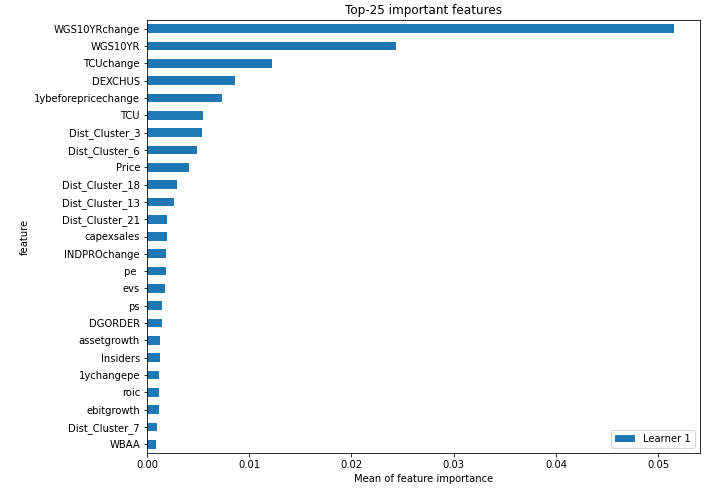 Top-25 important features
WGS10YRchange
WGS10YR
TCUchange
DEXCHUS
1ybeforepricechange
TCU
Dist_Cluster_3
Dist_Cluster_6
Price
Dist_Cluster_18
Dist_Cluster_13
Dist_Cluster_21
capexsales
INDPROchange
pe
evs
ps
DGORDER
assetgrowth
Insiders
1ychangepe
roic
ebitgrowth
Dist_Cluster_7
WBAA
feature
Learner 1
0.00 0.01 0.02 0.03 0.04 0.05
Mean of feature importance